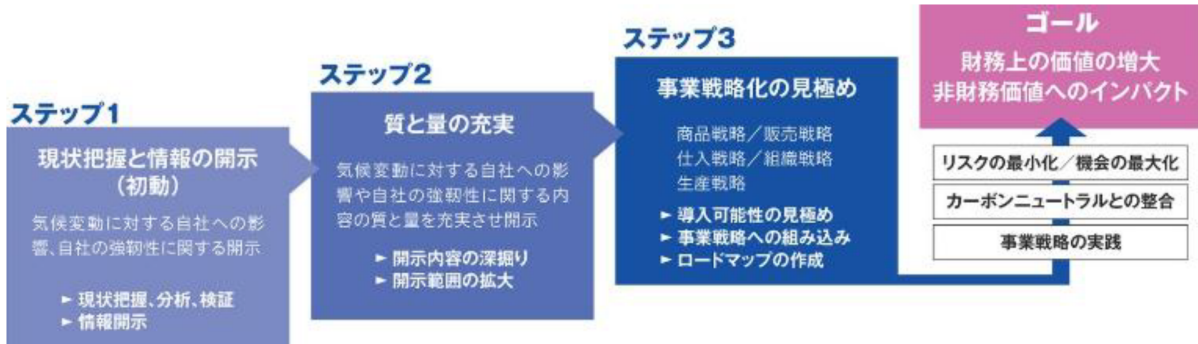 ステップ1
現状把握と情報の開示
(初動)
気候変動に対する自社への影
響、自社の強靭性に関する開示
► 現状把握、分析、検証
► 情報開示
ステップ2
質と量の充実
気候変動に対する自社への影
響や自社の強靭性に関する内
容の質と量を充実させ開示
► 開示内容の深掘り
► 開示範囲の拡大
ステップ3
事業戦略化の見極め
商品戦略／販売戦略
仕入戦略／組織戦略
生産戦略
► 導入可能性の見極め
► 事業戦略への組み込み
► ロードマップの作成
ゴール
財務上の価値の増大
非財務価値へのインパクト
リスクの最小化／機会の最大化
カーボンニュートラルとの整合
事業戦略の実践